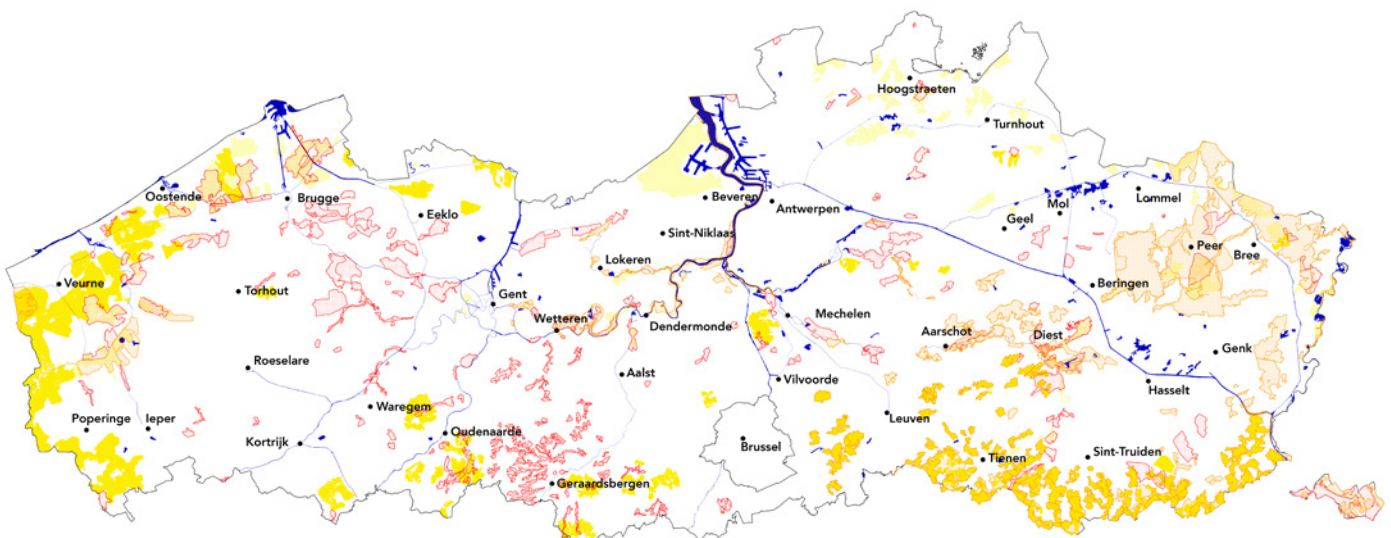 Hoogstraeten
Turnhout
Oostende
Brugge
Eeklo
Beveren
Antwerpen
Lommel
Mol
Geel
Sint-Niklaas
Peer
Bree
Lokeren
Veurne
Torhout
Beringen
Gent
Wetteren
Dendermonde
Mechelen
Aarschot
Diest
Genk
Roeselare
Aalst
Vilvoorde
Hasselt
Waregem
Leuven
Poperinge
Ieper
Kortrijk
Oudenaarde
Brussel
Tienen
Sint-Truiden
Geraardsbergen